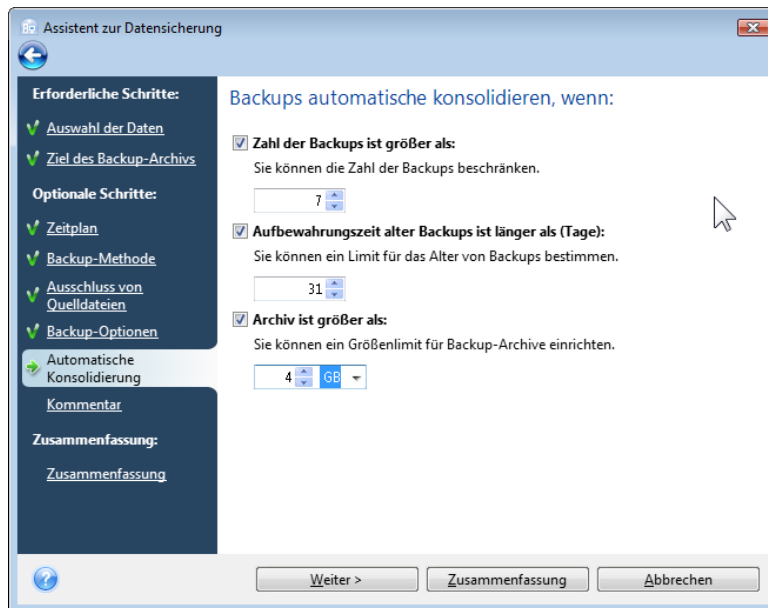 Assistent zur Datensicherung
Erforderliche Schritte:
Auswahl der Daten
Ziel des Backup-Archivs
Optionale Schritte:
Zeitplan
Backup-Methode
Ausschluss von
Quelldateien
Backup-Optionen
Automatische
Konsolidierung
Kommentar
Zusammenfassung:
Zusammenfassung
Backups automatische konsolidieren, wenn:
Zahl der Backups ist größer als:
Sie können die Zahl der Backups beschränken.
7
Aufbewahrungszeit alter Backups ist länger als (Tage):
Sie können ein Limit für das Alter von Backups bestimmen.
31
Archiv ist größer als:
Sie können ein Größenlimit für Backup-Archive einrichten.
4 GB
?
Weiter >
Zusammenfassung
Abbrechen